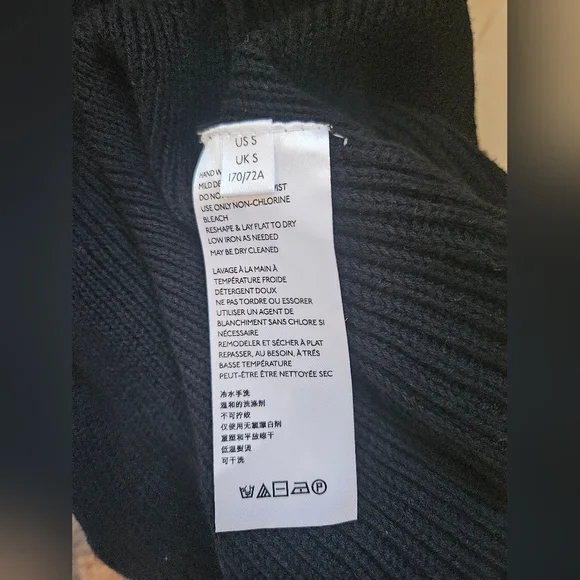 US S
UK S
170/72A
HAND W
MILD DE
DO NO IST
USE ONLY NON-CHLORINE
BLEACH
RESHAPE & LAY FLAT TO DRY
LOW IRON AS NEEDED
MAY BE DRY CLEANED
LAVAGE À LA MAIN À
TEMPÉRATURE FROIDE
DÉTERGENT DOUX
NE PAS TORDRE OU ESSORER
UTILISER UN AGENT DE
BLANCHIMENT SANS CHLORE SI
NÉCESSAIRE
REMODELER ET SÉCHER À PLAT
REPASSER, AU BESOIN, À TRÉS
BASSE TEMPÉRATURE
PEUT-ÊTRE ÊTRE NETTOYÉE SEC
冷水手洗
温和的洗涤剂
不可拧绞
仅使用无氯漂白剂
重塑和平放晾干
低温熨烫
可干洗
P